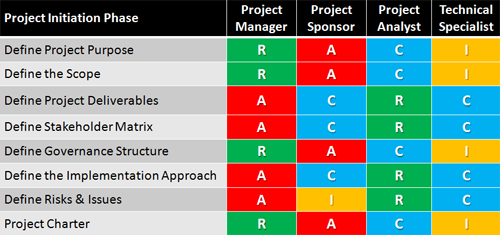 Project Initiation Phase Project Manager Project Sponsor Project Analyst Technical Specialist
Define Project Purpose R A C I
Define the Scope R A C I
Define Project Deliverables A C R C
Define Stakeholder Matrix A C R C
Define Governance Structure R A C I
Define the Implementation Approach A C R C
Define Risks & Issues A I R C
Project Charter R A C I